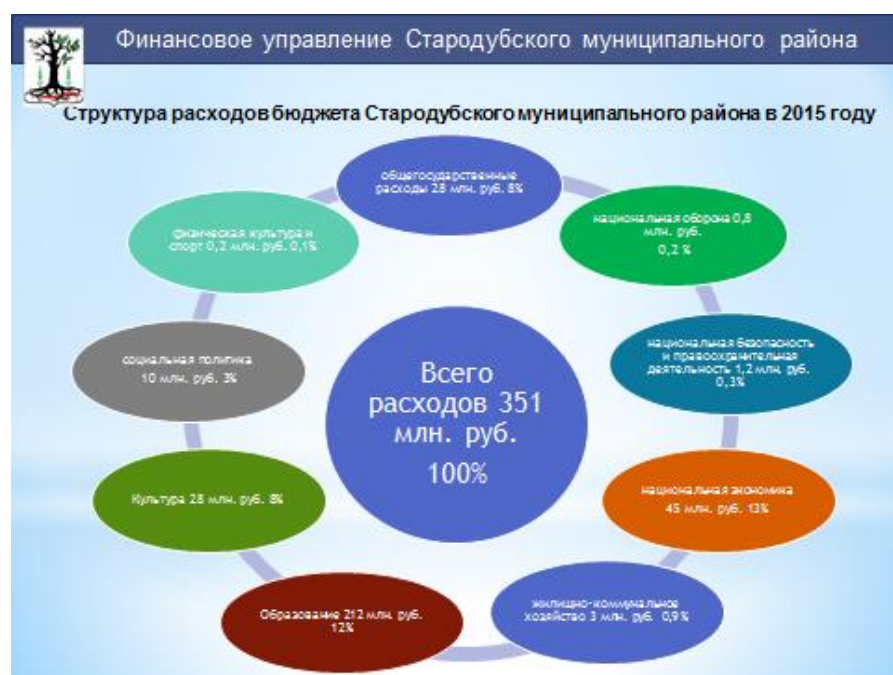 Финансовое управление Стародубского муниципального района
Структура расходов бюджета Стародубского муниципального района в 2015 году
общегосударственные
расходы 28 млн. руб. 8%
национальная оборона 0,8
млн. руб.
0,2 %
национальная безопасность
и правоохранительная
деятельность 1,2 млн. руб.
0,3%
национальная экономика
45 млн. руб. 13%
жилищно-коммунальное
хозяйство 3 млн. руб. 0,9%
Образование 212 млн. руб.
12%
Культура 28 млн. руб. 8%
социальная политика
10 млн. руб. 3%
физическая культура и
спорт 0,2 млн. руб. 0,1%
Всего
расходов 351
млн. руб.
100%